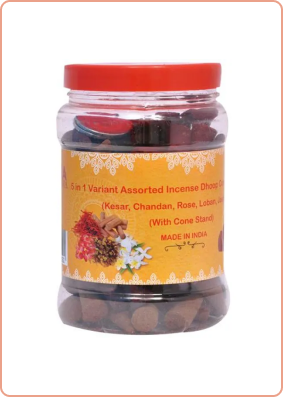 5 in 1 Variant Assorted Incense Dhoop
(Kesar, Chandan, Rose, Loban,
(With Cone Stand)
MADE IN INDIA